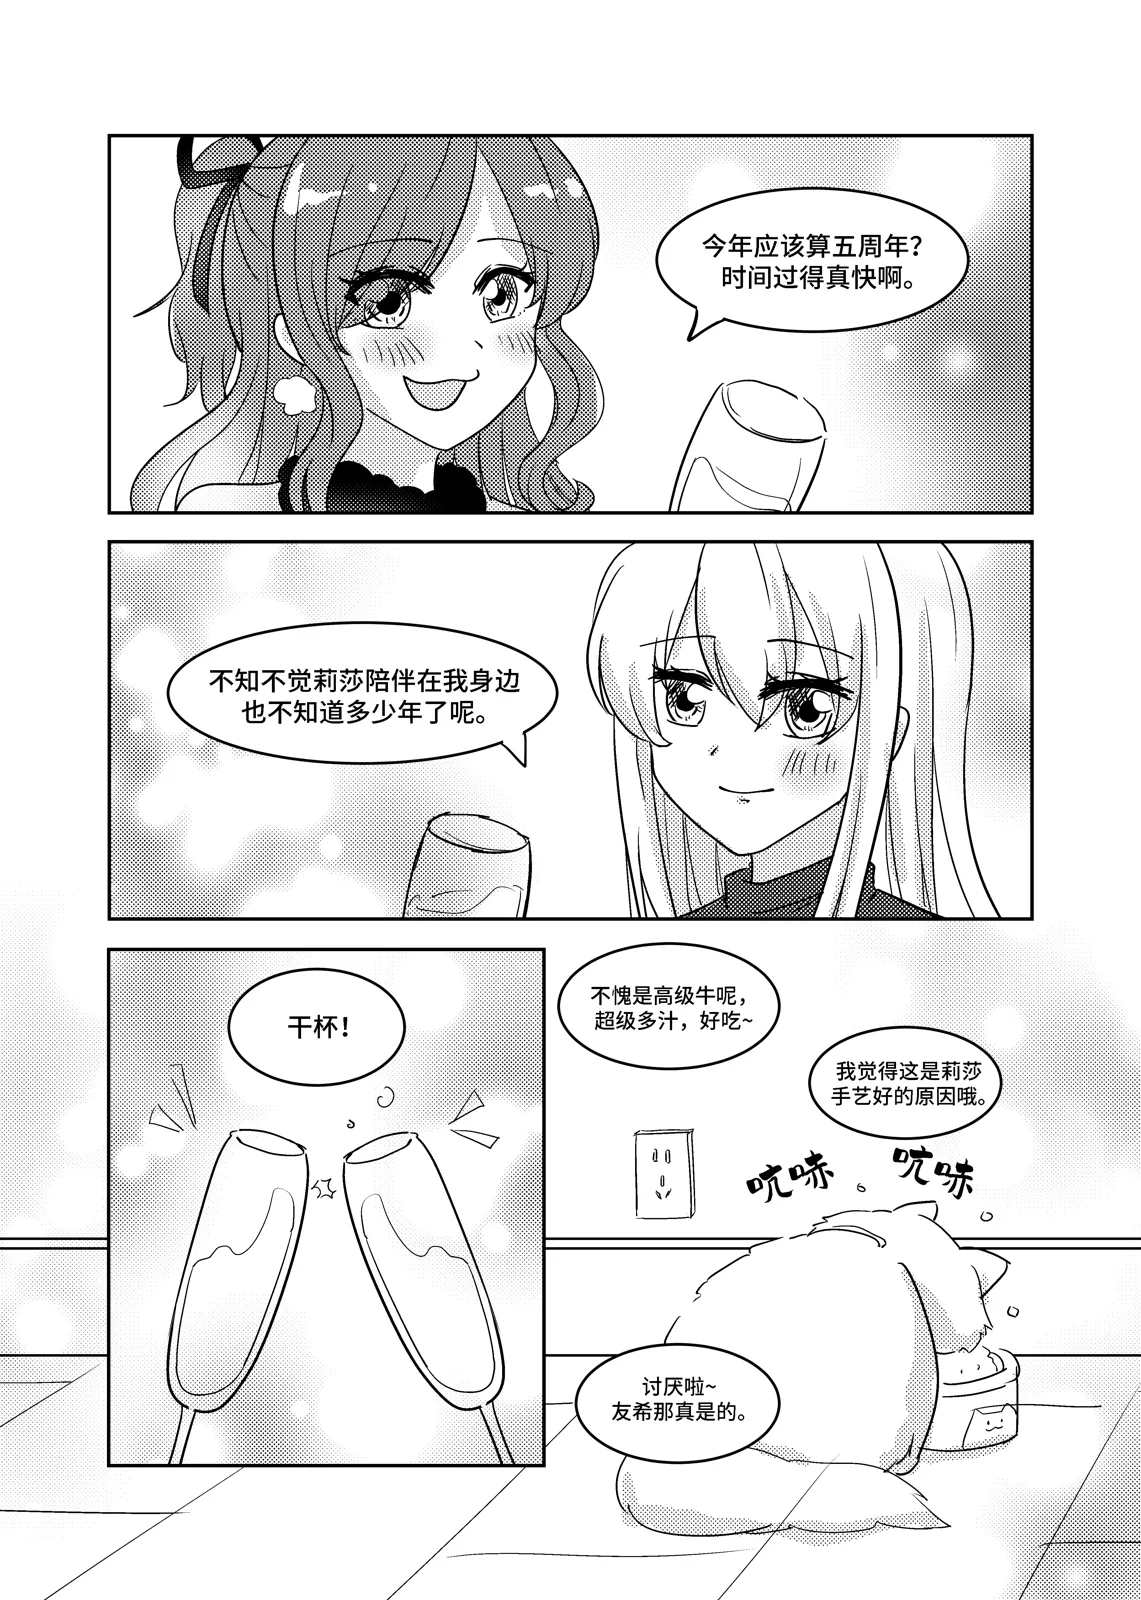 今年应该算五周年？
时间过得真快啊。
不知不觉莉莎陪伴在我身边
也不知道多少年了呢。
干杯！
不愧是高级牛呢，
超级多汁，好吃~
我觉得这是莉莎
手艺好的原因哦。
吭哧
吭哧
讨厌啦~
友希那真是的。